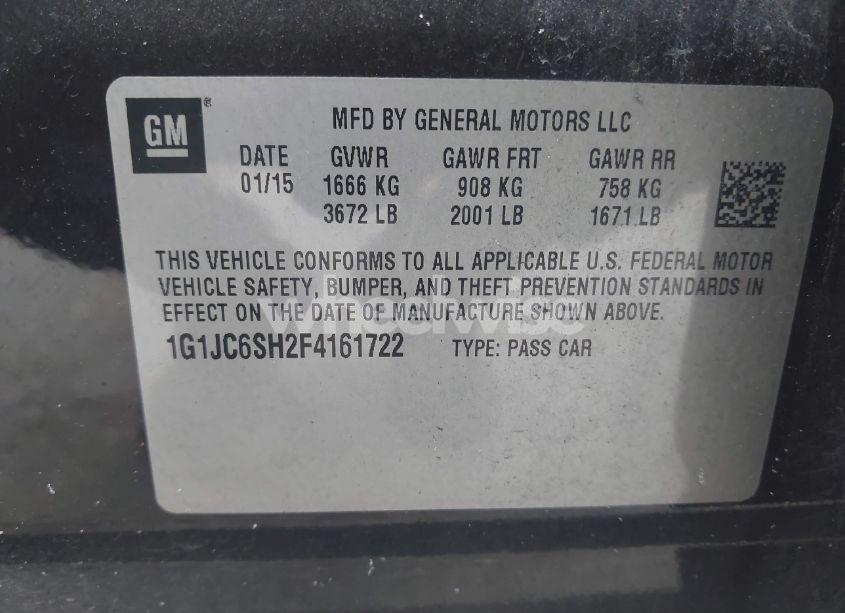 GM®
MFD BY GENERAL MOTORS LLC
DATE GVWR GAWR FRT GAWR RR
01/15 1666 KG 908 KG 758 KG
3672 LB 2001 LB 1671 LB
THIS VEHICLE CONFORMS TO ALL APPLICABLE U.S. FEDERAL MOTOR
VEHICLE SAFETY, BUMPER, AND THEFT PREVENTION STANDARDS IN
EFFECT ON THE DATE OF MANUFACTURE SHOWN ABOVE.
wheelwise
1G1JC6SH2F4161722 TYPE: PASS CAR